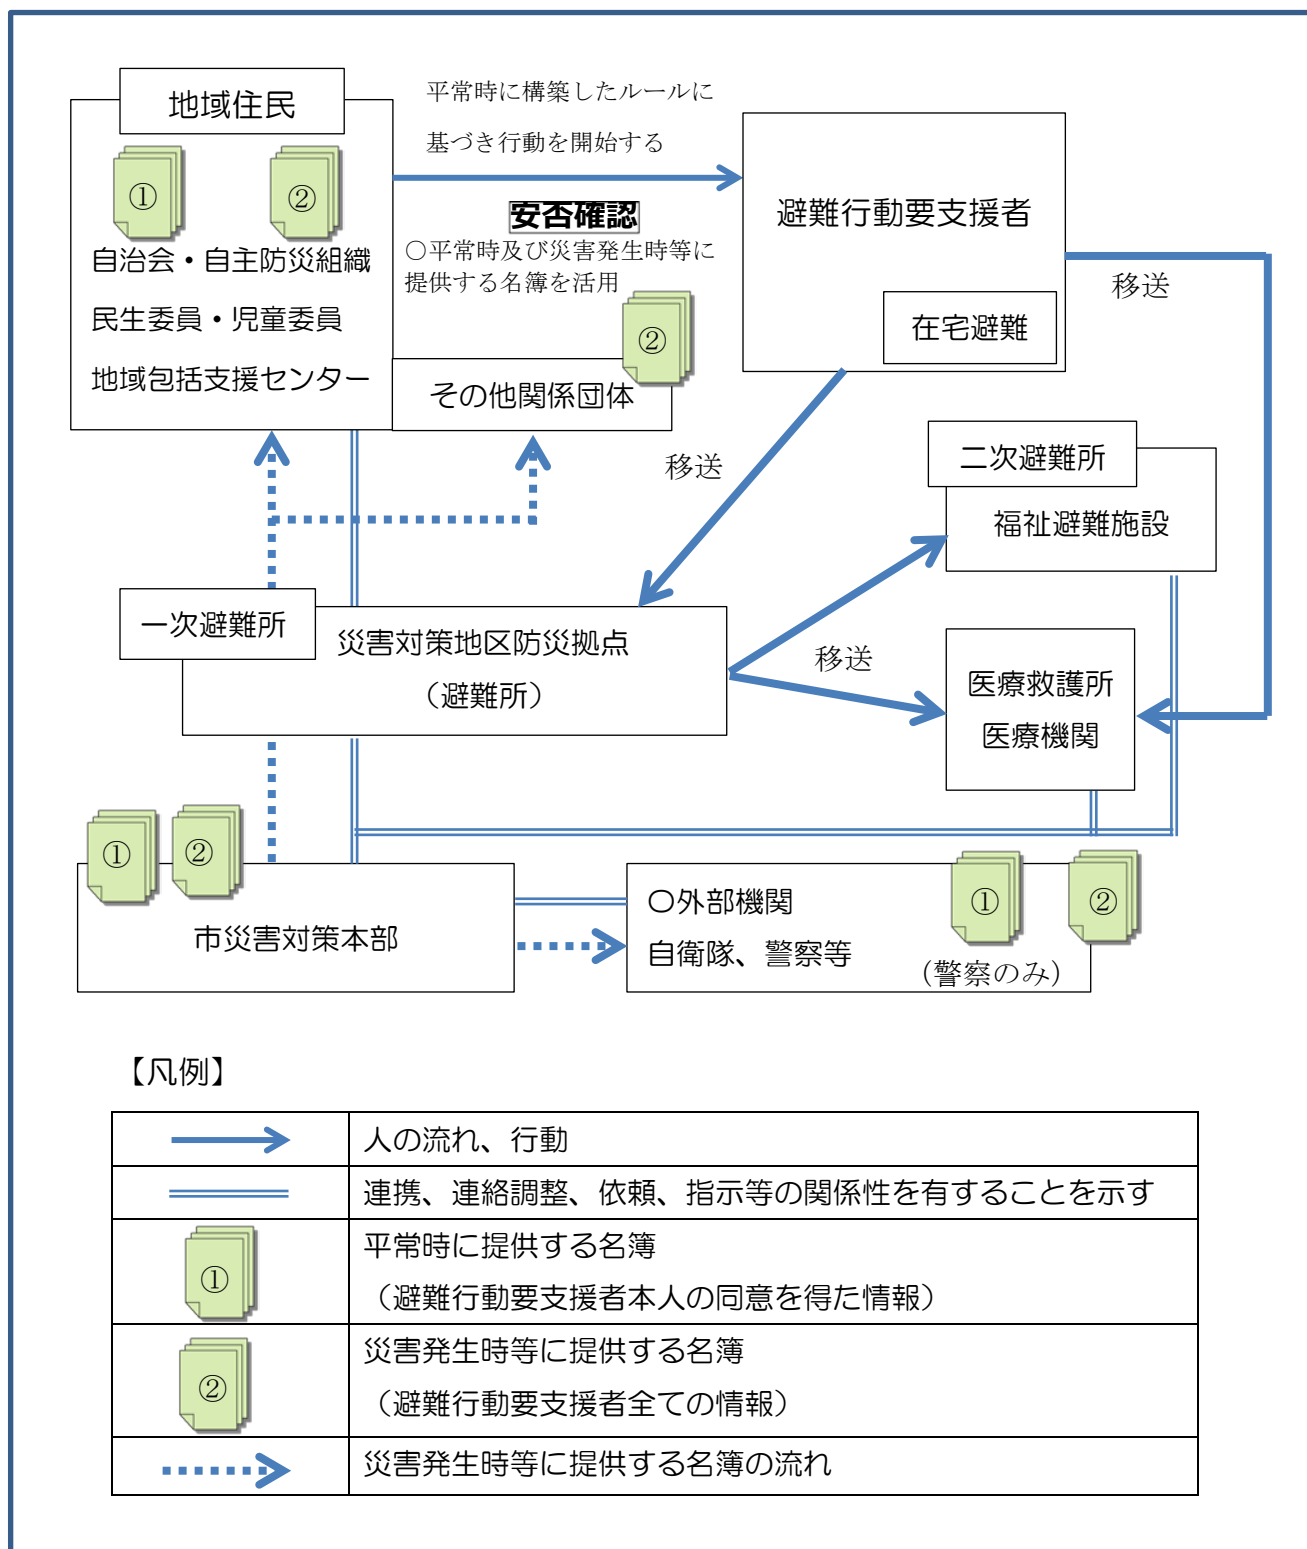 地域住民
①
②
自治会・自主防災組織
民生委員・児童委員
地域包括支援センター
平常時に構築したルールに
基づき行動を開始する
安否確認
〇平常時及び災害発生時等に
提供する名簿を活用
②
その他関係団体
避難行動要支援者
在宅避難
移送
移送
二次避難所
福祉避難施設
一次避難所
災害対策地区防災拠点
（避難所）
移送
医療救護所
医療機関
①
②
市災害対策本部
〇外部機関
自衛隊、警察等
①
②
（警察のみ）
【凡例】
人の流れ、行動
連携、連絡調整、依頼、指示等の関係性を有することを示す
①
平常時に提供する名簿
（避難行動要支援者本人の同意を得た情報）
②
災害発生時等に提供する名簿
（避難行動要支援者全ての情報）
災害発生時等に提供する名簿の流れ